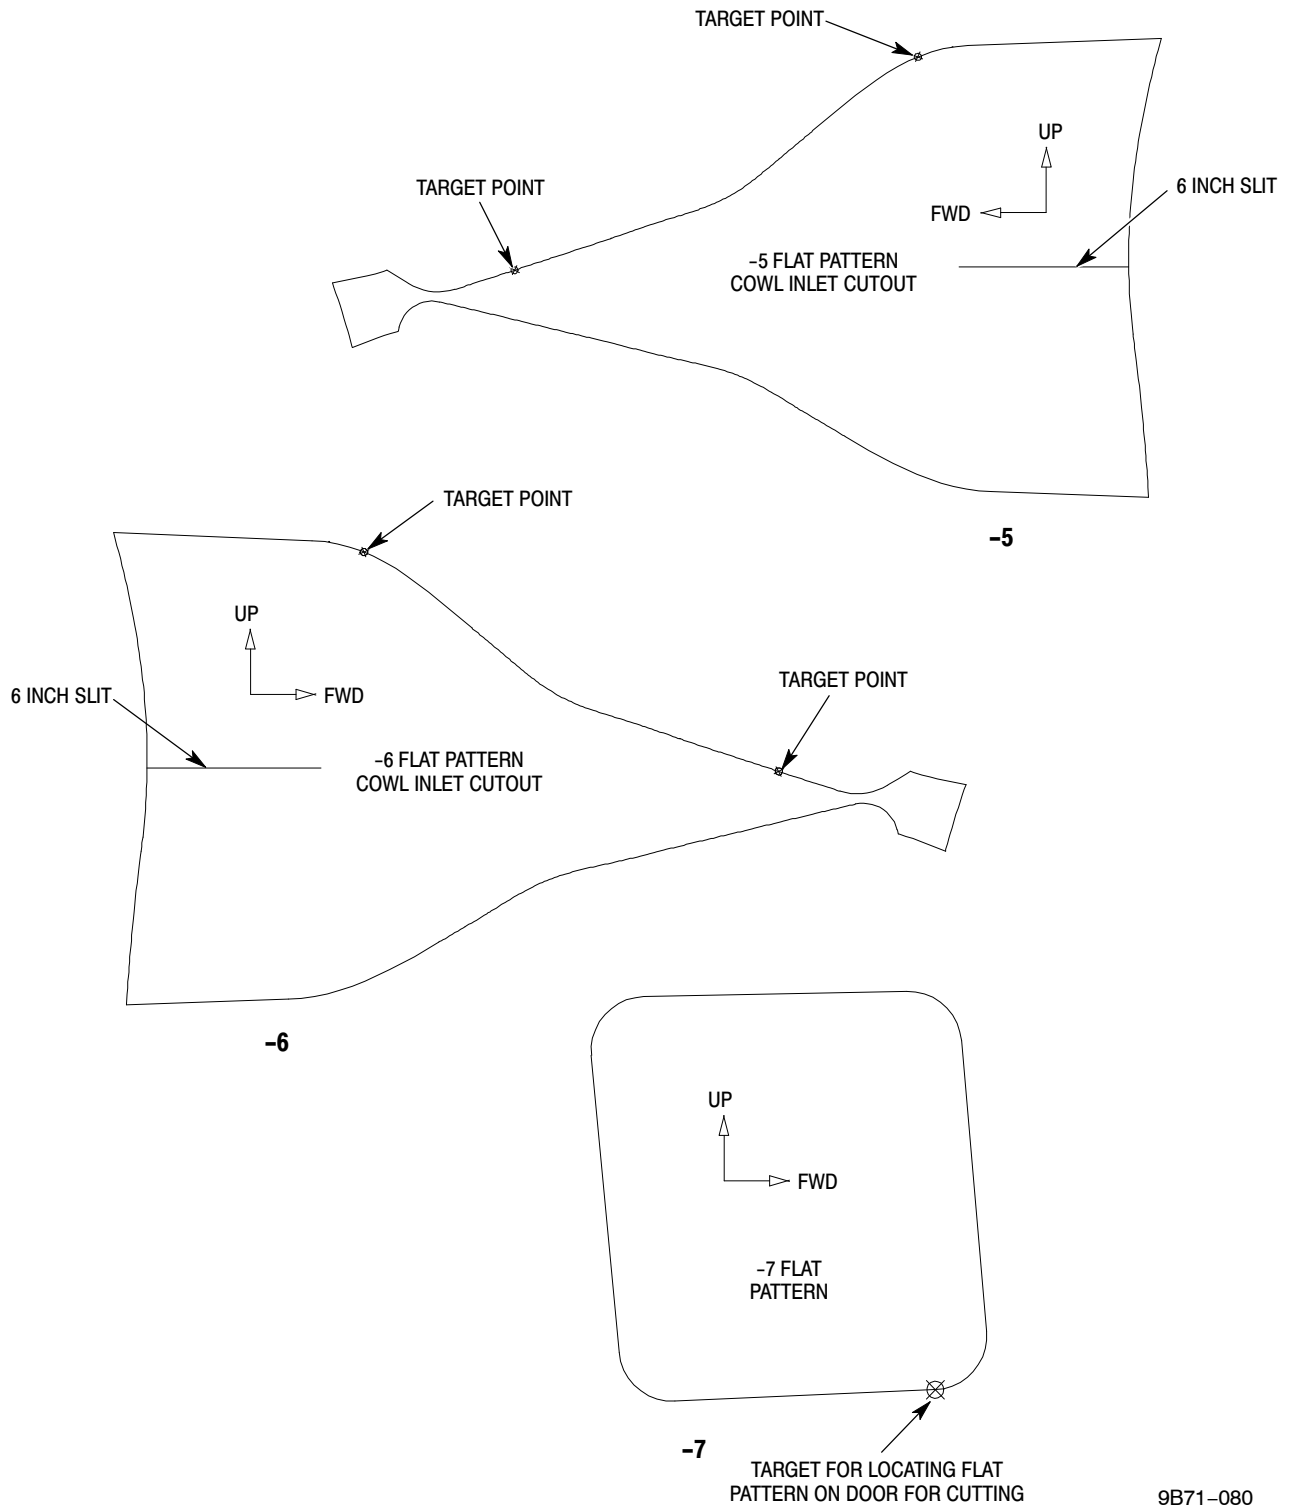 TARGET POINT
UP
TARGET POINT
6 INCH SLIT
FWD
-5 FLAT PATTERN
COWL INLET CUTOUT
TARGET POINT
-5
UP
TARGET POINT
6 INCH SLIT
FWD
-6 FLAT PATTERN
COWL INLET CUTOUT
-6
UP
FWD
-7 FLAT
PATTERN
-7
TARGET FOR LOCATING FLAT
PATTERN ON DOOR FOR CUTTING
9B71-080